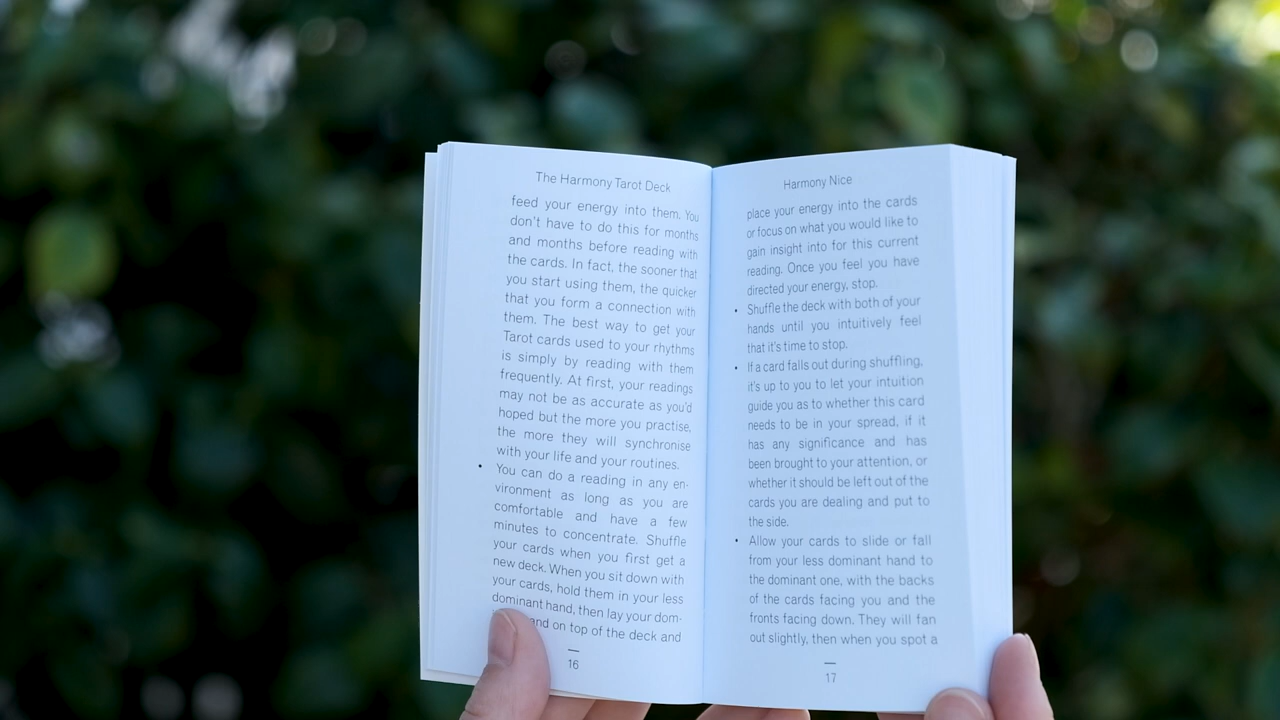 The Harmony Tarot Deck
feed your energy into them. You
don't have to do this for months
and months before reading with
the cards. In fact, the sooner that
you start using them, the quicker
that you form a connection with
them. The best way to get your
Tarot cards used to your rhythms
is simply by reading with them
frequently. At first, your readings
may not be as accurate as you'd
hoped but the more you practise,
the more they will synchronise
with your life and your routines.
• You can do a reading in any en-
vironment as long as you are
comfortable and have a few
minutes to concentrate. Shuffle
your cards when you first get a
new deck. When you sit down with
your cards, hold them in your less
dominant hand, then lay your dom-
and on top of the deck and
16
Harmony Nice
place your energy into the cards
or focus on what you would like to
gain insight into for this current
reading. Once you feel you have
directed your energy, stop.
• Shuffle the deck with both of your
hands until you intuitively feel
that it's time to stop.
• If a card falls out during shuffling,
it's up to you to let your intuition
guide you as to whether this card
needs to be in your spread, if it
has any significance and has
been brought to your attention, or
whether it should be left out of the
cards you are dealing and put to
the side.
• Allow your cards to slide or fall
from your less dominant hand to
the dominant one, with the backs
of the cards facing you and the
fronts facing down. They will fan
out slightly, then when you spot a
17